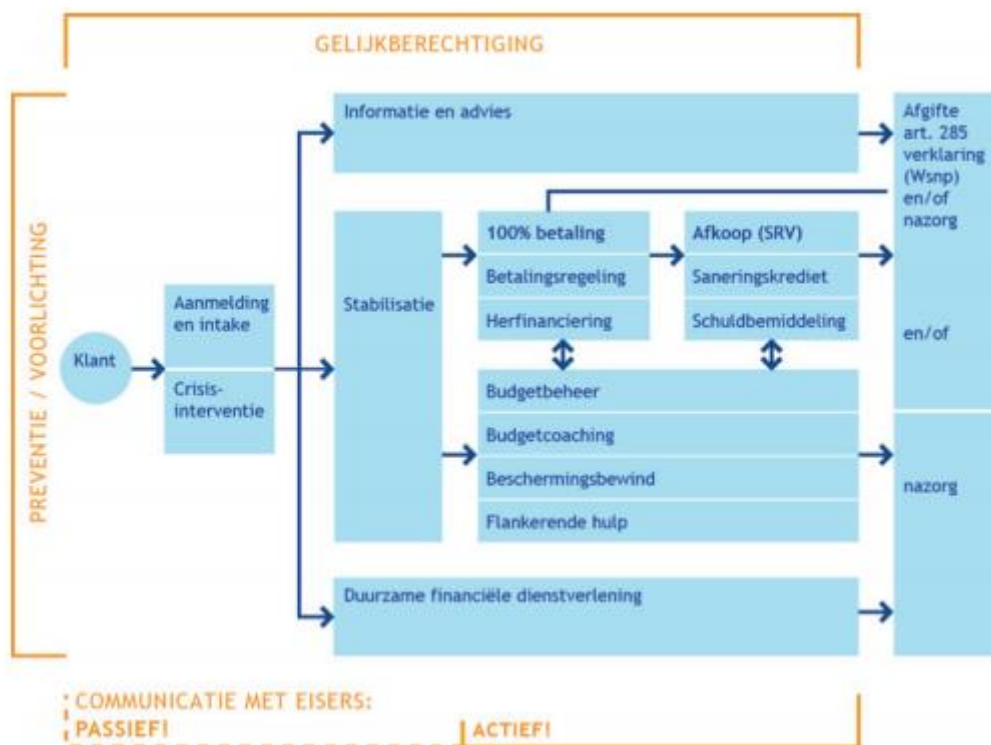 GELIJKBERECHTIGING
PREVENTIE / VOORLICHTING
Klant
Aanmelding
en intake
Crisis-
interventie
Informatie en advies
Stabilisatie
100% betaling
Betalingsregeling
Herfinanciering
Afkoop (SRV)
Saneringskrediet
Schuldbemiddeling
Budgetbeheer
Budgetcoaching
Beschermingsbewind
Flankerende hulp
Duurzame financiële dienstverlening
Afgifte
art. 285
verklaring
(Wsnp)
en/of
nazorg
en/of
nazorg
COMMUNICATIE MET EISERS:
PASSIEF!
ACTIEF!